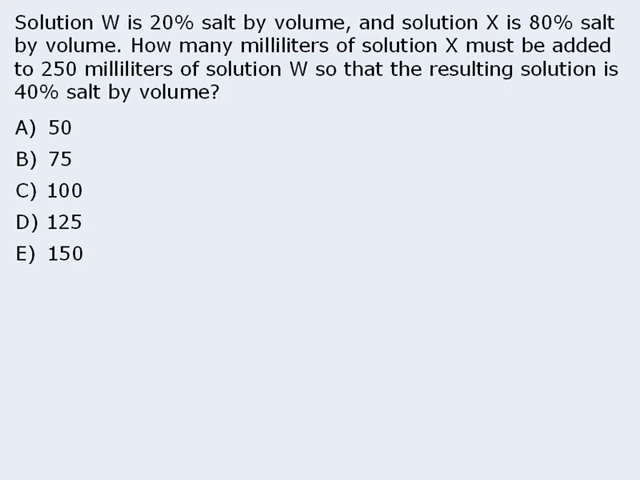 Solution W is 20% salt by volume, and solution X is 80% salt
by volume. How many milliliters of solution X must be added
to 250 milliliters of solution W so that the resulting solution is
40% salt by volume?
A) 50
B) 75
C) 100
D) 125
E) 150